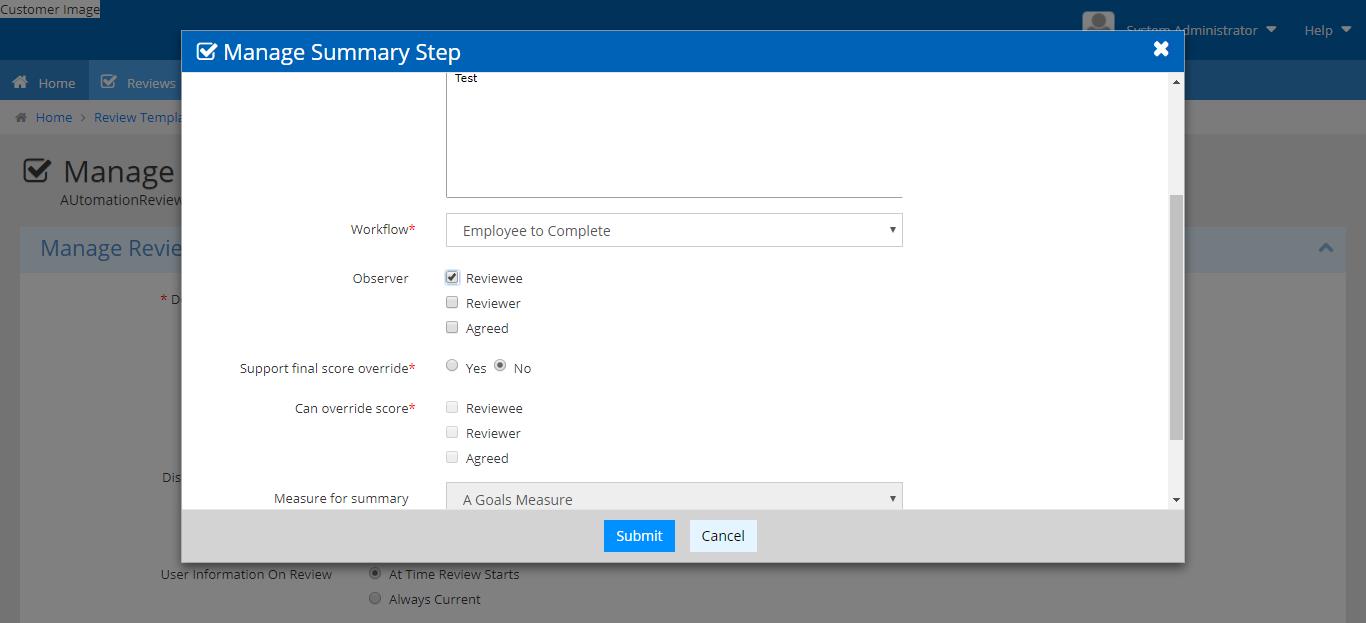 Customer Image
System Administrator
Help
Manage Summary Step
Home
Reviews
Test
Home > Review Templa
Manage
AUtomationReview
Workflow*
Employee to Complete
Manage Revie
Observer
Reviewee
Reviewer
Agreed
* D
Support final score override*
Yes
No
Can override score*
Reviewee
Reviewer
Agreed
Dis
Measure for summary
A Goals Measure
Submit
Cancel
User Information On Review
At Time Review Starts
Always Current